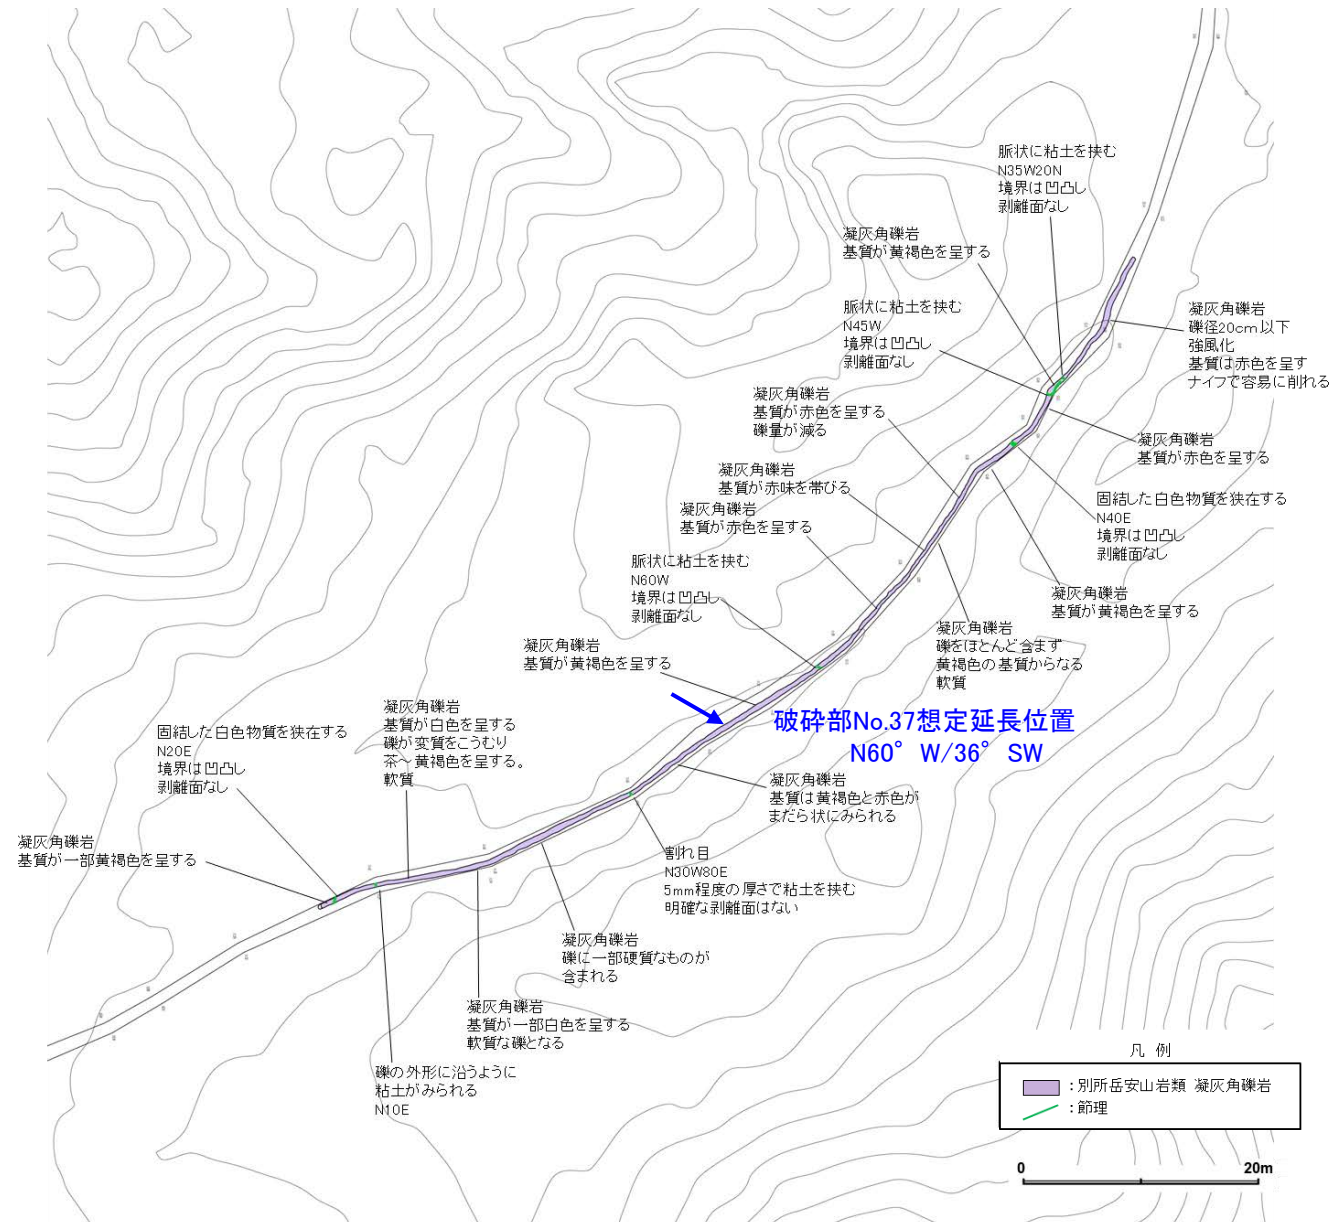 脈状に粘土を挟む
N35W20N
境界は凹凸し
剥離面なし
凝灰角礫岩
基質が黄褐色を呈する
脈状に粘土を挟む
N45W
境界は凹凸し
剥離面なし
凝灰角礫岩
礫径20cm以下
強風化
基質は赤色を呈す
ナイフで容易に削れる
凝灰角礫岩
基質が赤色を呈する
礫量が減る
凝灰角礫岩
基質が赤色を呈する
凝灰角礫岩
基質が赤味を帯びる
固結した白色物質を狭在する
N40E
境界は凹凸し
剥離面なし
凝灰角礫岩
基質が赤色を呈する
脈状に粘土を挟む
N60W
境界は凹凸し
剥離面なし
凝灰角礫岩
基質が黄褐色を呈する
凝灰角礫岩
礫をほとんど含まず
黄褐色の基質からなる
軟質
凝灰角礫岩
基質が黄褐色を呈する
破砕部No.37想定延長位置
N60°W/36°SW
凝灰角礫岩
基質が白色を呈する
礫が変質をこうむり
茶～黄褐色を呈する。
軟質
固結した白色物質を狭在する
N20E
境界は凹凸し
剥離面なし
凝灰角礫岩
基質は黄褐色と赤色が
まだら状にみられる
凝灰角礫岩
基質が一部黄褐色を呈する
割れ目
N30W80E
5mm程度の厚さで粘土を挟む
明確な剥離面はない
凝灰角礫岩
礫に一部硬質なものが
含まれる
凝灰角礫岩
基質が一部白色を呈する
軟質な礫となる
礫の外形に沿うように
粘土がみられる
N10E
凡 例
：別所岳安山岩類 凝灰角礫岩
：節理
0 20m